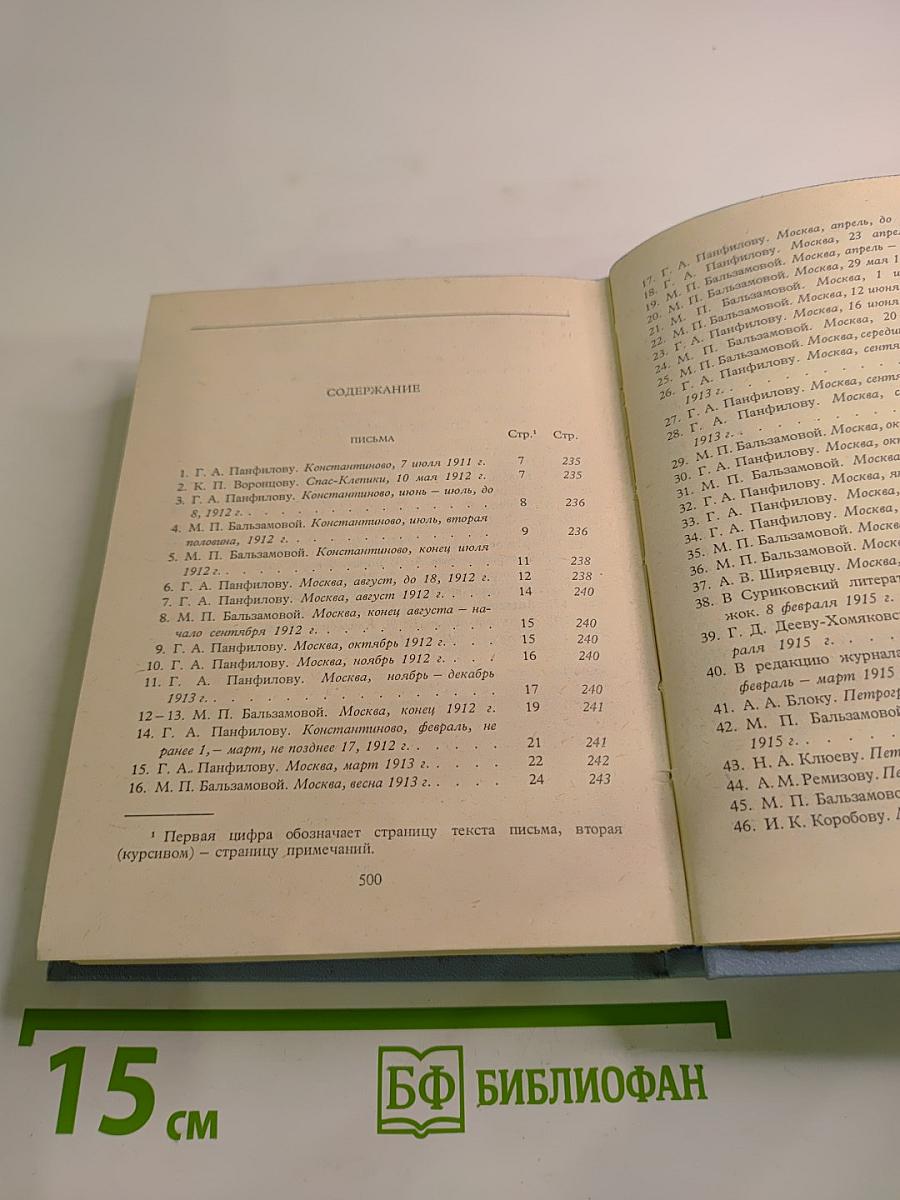 СОДЕРЖАНИЕ
ПИСЬМА Стр.¹ Стр.
1. Г. А. Панфилову. Константиново, 7 июля 1911 г. 7 235
2. К. П. Воронцову. Спас-Клепики, 10 мая 1912 г. 7 235
3. Г. А. Панфилову. Константиново, июнь – июль, до
8, 1912 г. . . . . . . . . . . . . . 8 236
4. М. П. Бальзамовой. Константиново, июль, вторая
половина, 1912 г. . . . . . . . . . . . 9 236
5. М. П. Бальзамовой. Константиново, конец июля
1912 г. . . . . . . . . . . . . . . . 11 238
6. Г. А. Панфилову. Москва, август, до 18, 1912 г. 12 238
7. Г. А. Панфилову. Москва, август 1912 г. . . . 14 240
8. М. П. Бальзамовой. Москва, конец августа – на-
чало сентября 1912 г. . . . . . . . . . 15 240
9. Г. А. Панфилову. Москва, октябрь 1912 г. . . . 15 240
10. Г. А. Панфилову. Москва, ноябрь 1912 г. . . . 16 240
11. Г. А. Панфилову. Москва, ноябрь – декабрь
1913 г. . . . . . . . . . . . . . . . 17 240
12 – 13. М. П. Бальзамовой. Москва, конец 1912 г. 19 241
14. Г. А. Панфилову. Константиново, февраль, не
ранее 1, – март, не позднее 17, 1912 г. . . . . . 21 241
15. Г. А. Панфилову. Москва, март 1913 г. . . . . 22 242
16. М. П. Бальзамовой. Москва, весна 1913 г. . . . . 24 243
¹ Первая цифра обозначает страницу текста письма, вторая
(курсивом) – страницу примечаний.
500
17. Г. А. Панфилову. Москва, апрель, до
18. Г. А. Панфилову. Москва, 23 апрел
19. М. П. Бальзамовой. Москва, апрель –
20. М. П. Бальзамовой. Москва, 29 мая 1
21. М. П. Бальзамовой. Москва, 1 и
22. М. П. Бальзамовой. Москва, 12 июня
23. Г. А. Панфилову. Москва, 16 июня
24. М. П. Бальзамовой. Москва, 20
25. М. П. Бальзамовой. Москва, середи
26. Г. А. Панфилову. Москва, сентя
1913 г. . . . . . . . .
27. Г. А. Панфилову. Москва, сентя
28. Г. А. Панфилову. Москва, с
1913 г. . . . . . . . .
29. М. П. Бальзамовой. Москва, ок
30. Г. А. Панфилову. Москва, окт
31. М. П. Бальзамовой. Москва
32. Г. А. Панфилову. Москва, ян
33. Г. А. Панфилову. Москва,
34. Г. А. Панфилову. Москва,
35. М. П. Бальзамовой. Москв
36. М. П. Бальзамовой. Москв
37. А. В. Ширяевцу. Москва,
38. В Суриковский литерат
жок. 8 февраля 1915 г.
39. Г. Д. Дееву-Хомяковс
раля 1915 г. . . .
40. В редакцию журнала
февраль – март 1915
41. А. А. Блоку. Петрогр
42. М. П. Бальзамовой
1915 г. . . . .
43. Н. А. Клюеву. Пет
44. А. М. Ремизову. Пе
45. М. П. Бальзамово
46. И. К. Коробову.
15 см
БФ БИБЛИОФАН